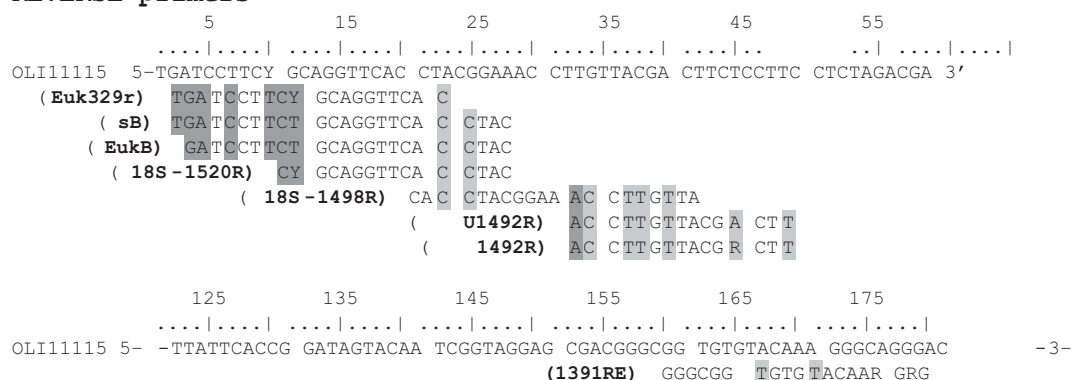 5 15 25 35 45 55
....|....| ....|....| ....|....| ....|....| ....|.. ..| ....|....|
OLI11115 5-TGATCCTTCY GCAGGTTCAC CTACGGAAAC CTTGTTACGA CTTCTCCTTC CTCTAGACGA 3'
(Euk329r) TGATCCTTCY GCAGGTTCA C
( sB) TGATCCTTCT GCAGGTTCA C CTAC
( EukB) GATCCTTCT GCAGGTTCA C CTAC
( 18S-1520R) CY GCAGGTTCA C CTAC
( 18S-1498R) CAC CTACGGAA AC CTTGTTA
( U1492R) AC CTTGTTACG A CTT
( 1492R) AC CTTGTTACG R CTT
125 135 145 155 165 175
....|....| ....|....| ....|....| ....|....| ....|....| ....|....|
OLI11115 5- -TTATTCACCG GATAGTACAA TCGGTAGGAG CGACGGGCGG TGTGTACAAA GGGCAGGGAC -3-
(1391RE) GGGCGG TGTGTACAAR GRG